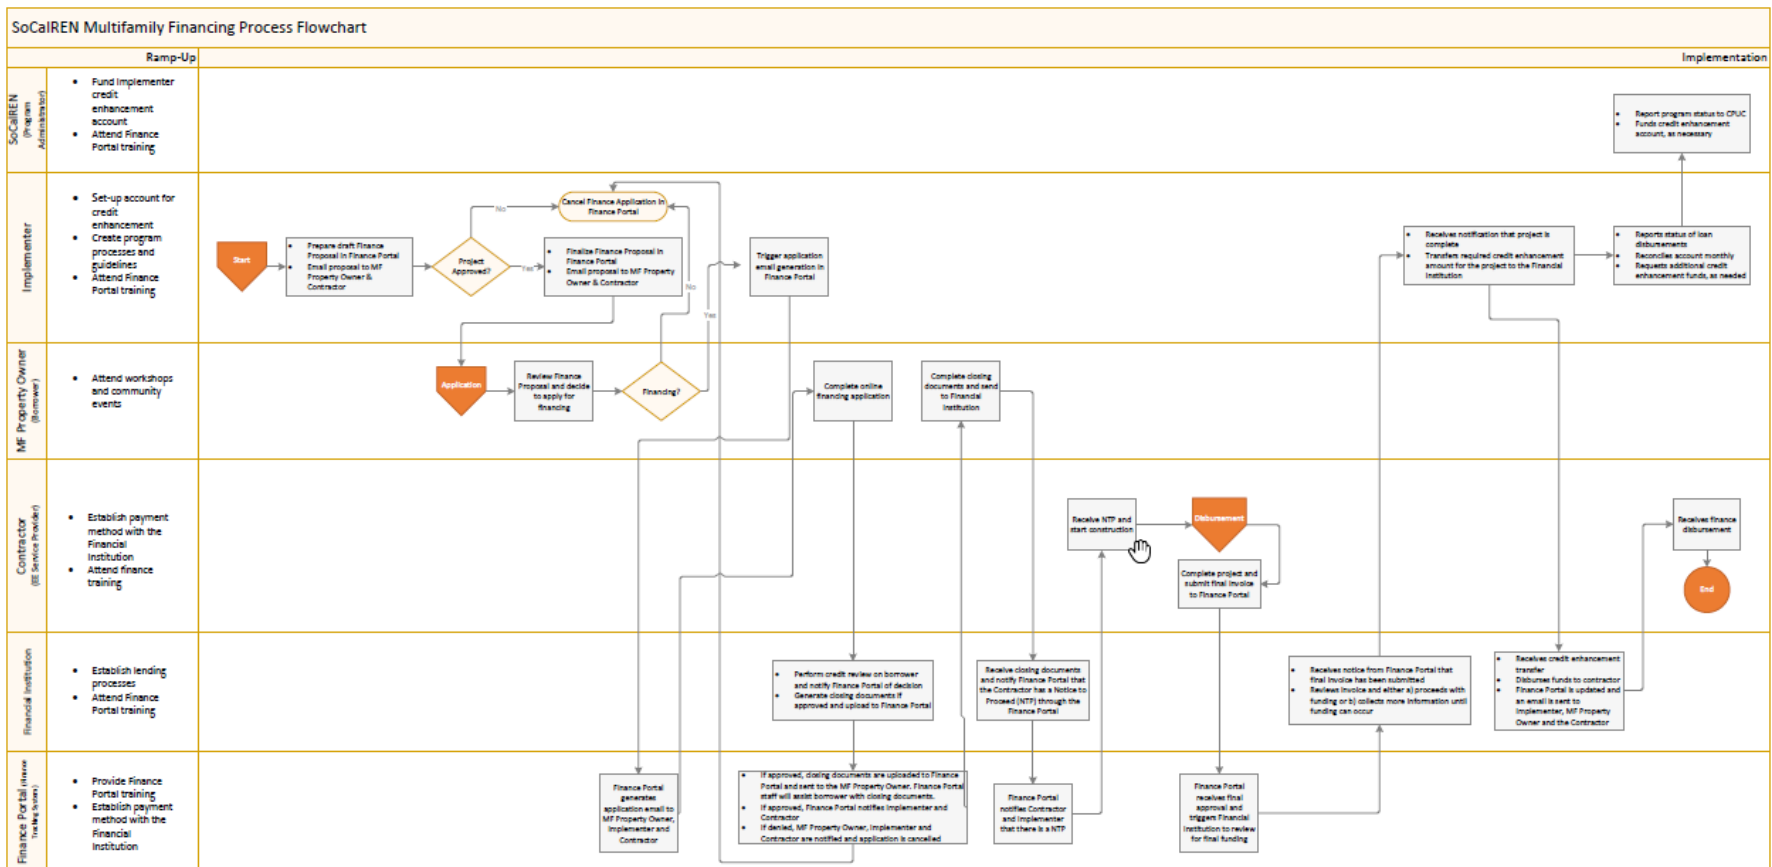 SoCalREN Multifamily Financing Process Flowchart
Ramp-Up
Implementation
SoCalREN
(Program
Administrator)
• Fund Implementer
credit
enhancement
account
• Attend Finance
Portal training
• Report program status to CPUC
• Funds credit enhancement
account, as necessary
Implementer
• Set-up account for
credit
enhancement
• Create program
processes and
guidelines
• Attend Finance
Portal training
Start
• Prepare draft Finance
Proposal in Finance Portal
• Email proposal to MF
Property Owner &
Contractor
Project
Approved?
No
Yes
Cancel Finance Application in
Finance Portal
• Finalize Finance Proposal in
Finance Portal
• Email proposal to MF Property
Owner & Contractor
No
Yes
Trigger application
email generation in
Finance Portal
• Receives notification that project is
complete
• Transfers required credit enhancement
amount for the project to the Financial
Institution
• Reports status of loan
disbursements
• Reconciles account monthly
• Requests additional credit
enhancement funds, as needed
MF Property Owner
(Borrower)
• Attend workshops
and community
events
Application
Review Finance
Proposal and decide
to apply for
financing
Financing?
Complete online
financing application
Complete closing
documents and send
to Financial
Institution
Contractor
(EE Service Provider)
• Establish payment
method with the
Financial
Institution
• Attend finance
training
Receive NTP and
start construction
Disbursement
Complete project and
submit final invoice
to Finance Portal
Receives finance
disbursement
End
Financial Institution
• Establish lending
processes
• Attend Finance
Portal training
• Perform credit review on borrower
and notify Finance Portal of decision
• Generate closing documents if
approved and upload to Finance Portal
Receive closing documents
and notify Finance Portal that
the Contractor has a Notice to
Proceed (NTP) through the
Finance Portal
• Receives notice from Finance Portal that
final invoice has been submitted
• Reviews invoice and either a) proceeds with
funding or b) collects more information until
funding can occur
• Receives credit enhancement
transfer
• Disburses funds to contractor
• Finance Portal is updated and
an email is sent to
Implementer, MF Property
Owner and the Contractor
Finance Portal (Finance
Tracking System)
• Provide Finance
Portal training
• Establish payment
method with the
Financial
Institution
Finance Portal
generates
application email to
MF Property Owner,
Implementer and
Contractor
• If approved, closing documents are uploaded to Finance
Portal and sent to the MF Property Owner. Finance Portal
staff will assist borrower with closing documents.
• If approved, Finance Portal notifies Implementer and
Contractor
• If denied, MF Property Owner, Implementer and
Contractor are notified and application is cancelled
Finance Portal
notifies Contractor
and Implementer
that there is a NTP
Finance Portal
receives final
approval and
triggers Financial
Institution to review
for final funding